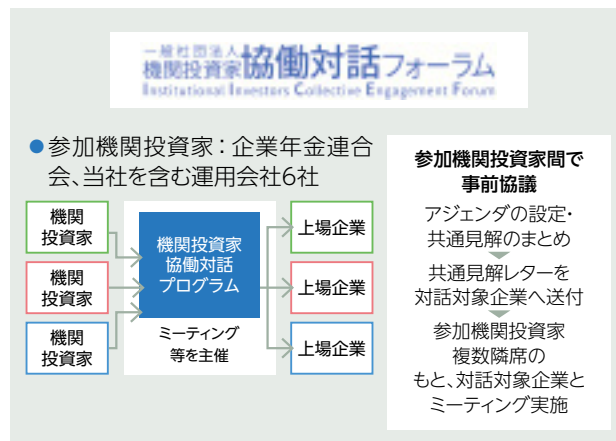 一般社団法人
機関投資家協働対話フォーラム
Institutional Investors Collective Engagement Forum
●参加機関投資家：企業年金連合
会、当社を含む運用会社6社
機関
投資家
機関
投資家
機関
投資家
機関投資家
協働対話
プログラム
ミーティング
等を主催
上場企業
上場企業
上場企業
参加機関投資家間で
事前協議
アジェンダの設定・
共通見解のまとめ
共通見解レターを
対話対象企業へ送付
参加機関投資家
複数隣席の
もと、対話対象企業と
ミーティング実施